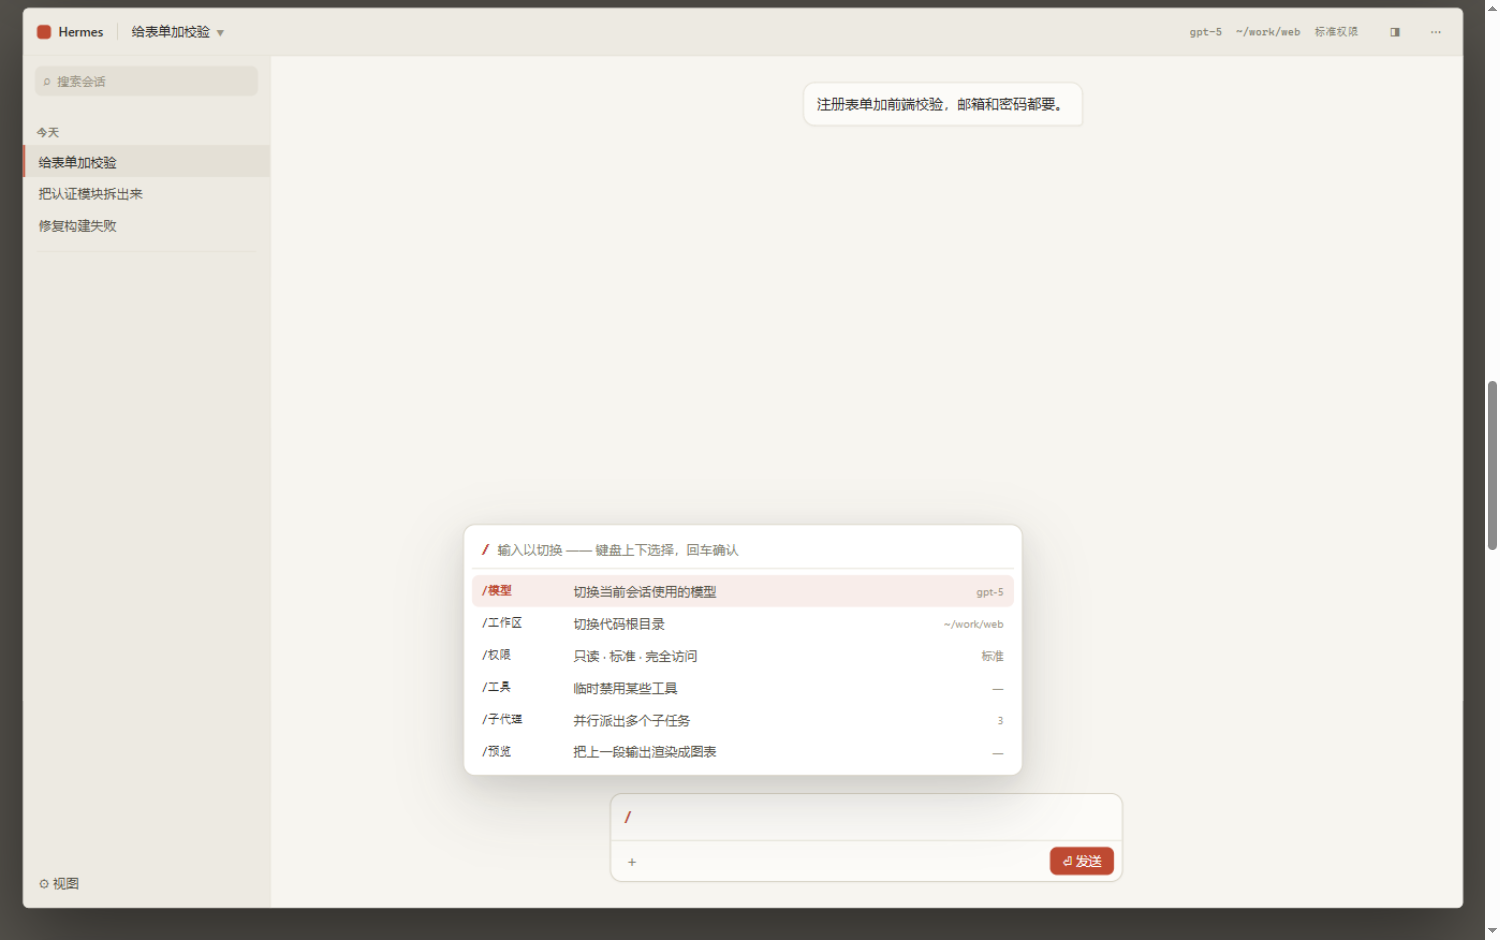 Hermes
给表单加校验 ▾
gpt-5 ~/work/web 标准权限 ◨ ···
⌕ 搜索会话
今天
给表单加校验
把认证模块拆出来
修复构建失败
注册表单加前端校验，邮箱和密码都要。
/ 输入以切换 —— 键盘上下选择，回车确认
/模型 切换当前会话使用的模型 gpt-5
/工作区 切换代码根目录 ~/work/web
/权限 只读 · 标准 · 完全访问 标准
/工具 临时禁用某些工具 —
/子代理 并行派出多个子任务 3
/预览 把上一段输出渲染成图表 —
/
+
⏎ 发送
⊙ 视图